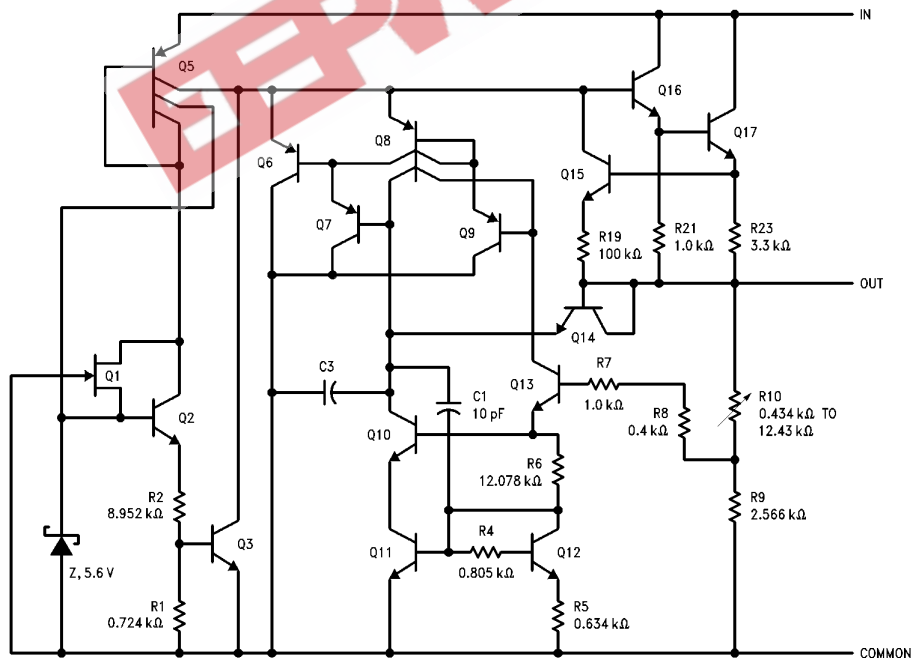 IN
Q5
Q16
Q17
Q8
Q6
Q15
Q7
Q9
R19
100 kΩ
R21
1.0 kΩ
R23
3.3 kΩ
OUT
Q14
Q1
C3
C1
10 pF
Q13
R7
1.0 kΩ
R8
0.4 kΩ
R10
0.434 kΩ TO
12.43 kΩ
Q2
Q10
R6
12.078 kΩ
R2
8.952 kΩ
R9
2.566 kΩ
Q3
Q11
R4
0.805 kΩ
Q12
Z, 5.6 V
R1
0.724 kΩ
R5
0.634 kΩ
COMMON